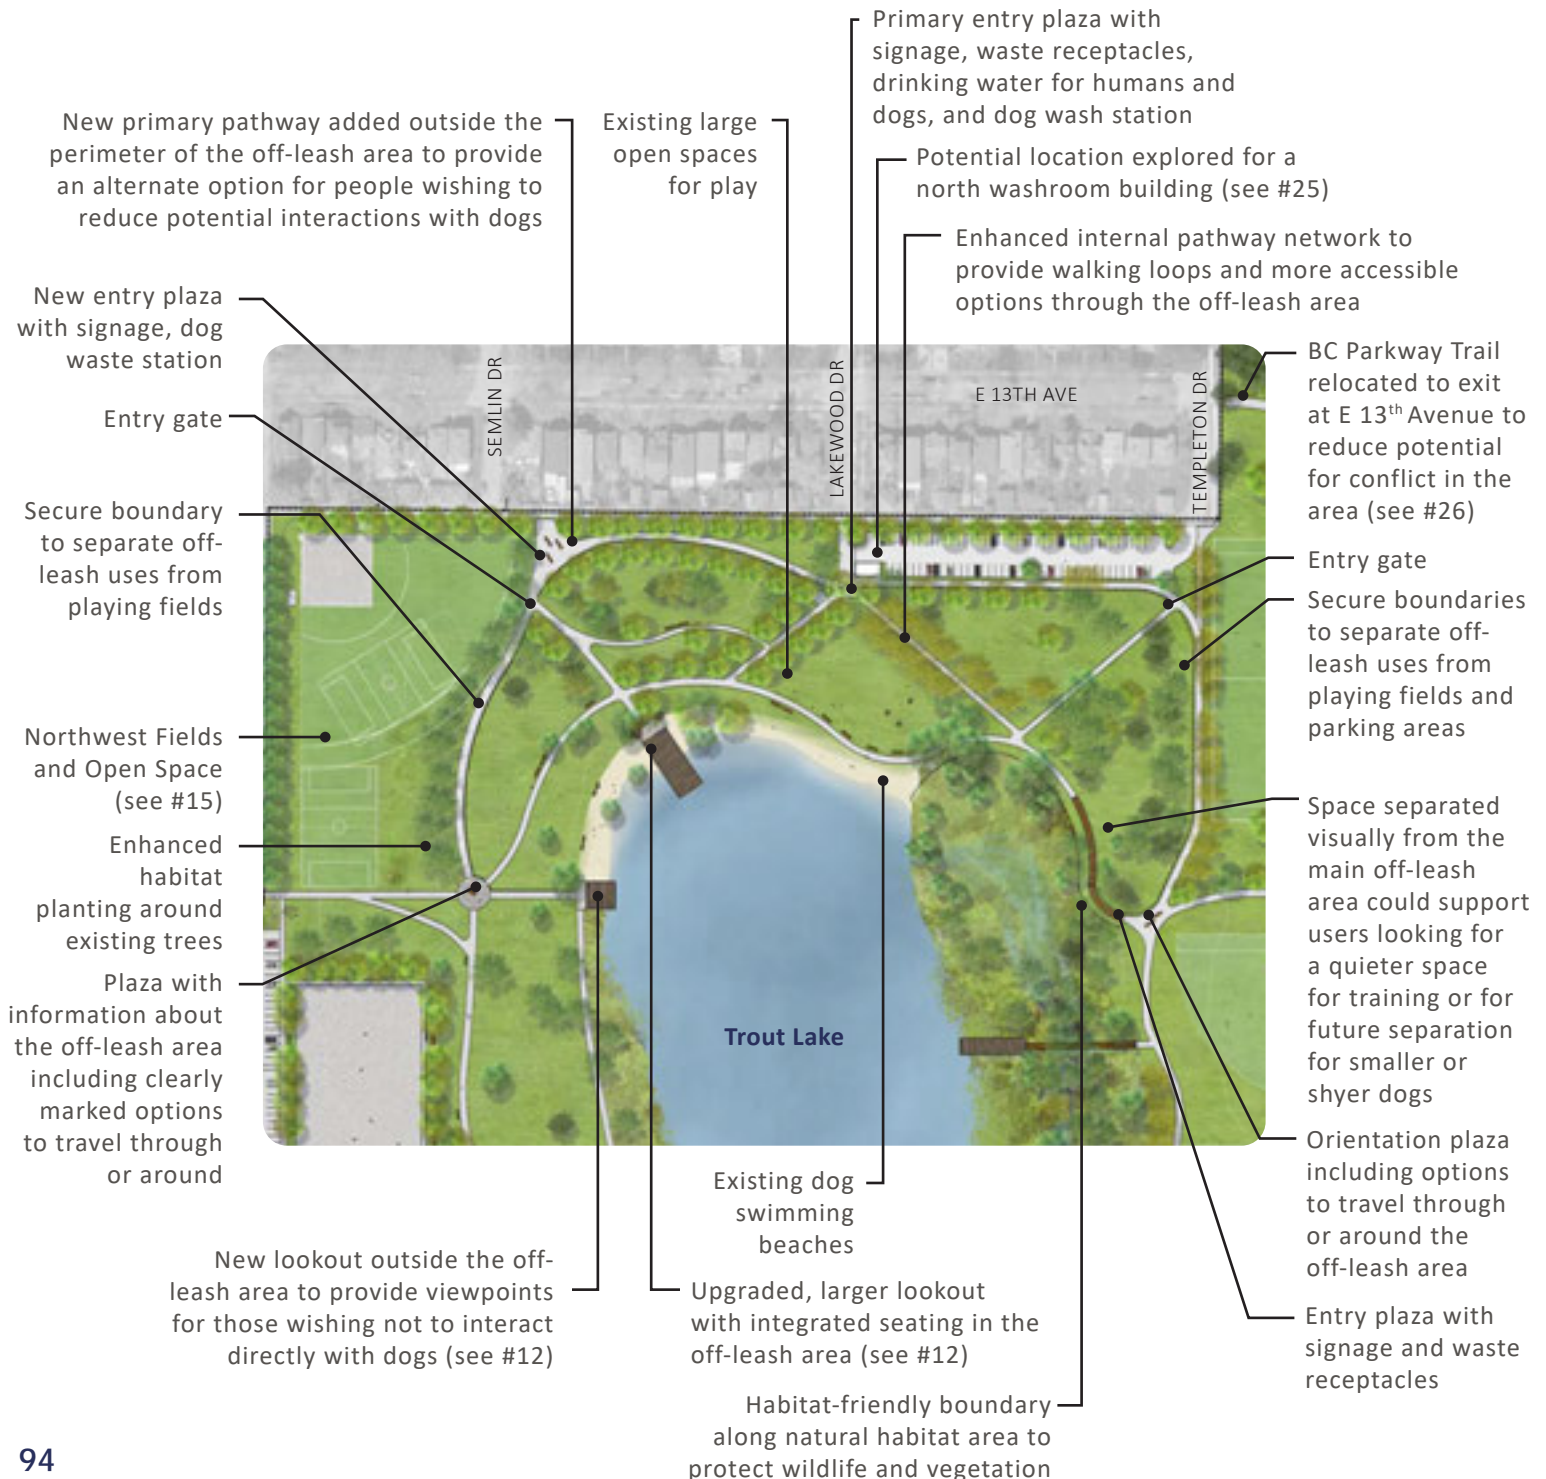 Primary entry plaza with
signage, waste receptacles,
drinking water for humans and
dogs, and dog wash station
New primary pathway added outside the
perimeter of the off-leash area to provide
an alternate option for people wishing to
reduce potential interactions with dogs
Existing large
open spaces
for play
Potential location explored for a
north washroom building (see #25)
Enhanced internal pathway network to
provide walking loops and more accessible
options through the off-leash area
New entry plaza
with signage, dog
waste station
Entry gate
Secure boundary
to separate off-
leash uses from
playing fields
Northwest Fields
and Open Space
(see #15)
Enhanced
habitat
planting around
existing trees
Plaza with
information about
the off-leash area
including clearly
marked options
to travel through
or around
SEMLIN DR
LAKEWOOD DR
E 13TH AVE
TEMPLETON DR
Trout Lake
BC Parkway Trail
relocated to exit
at E 13th Avenue to
reduce potential
for conflict in the
area (see #26)
Entry gate
Secure boundaries
to separate off-
leash uses from
playing fields and
parking areas
Space separated
visually from the
main off-leash
area could support
users looking for
a quieter space
for training or for
future separation
for smaller or
shyer dogs
Orientation plaza
including options
to travel through
or around the
off-leash area
Entry plaza with
signage and waste
receptacles
Existing dog
swimming
beaches
New lookout outside the off-
leash area to provide viewpoints
for those wishing not to interact
directly with dogs (see #12)
Upgraded, larger lookout
with integrated seating in the
off-leash area (see #12)
Habitat-friendly boundary
along natural habitat area to
protect wildlife and vegetation
94